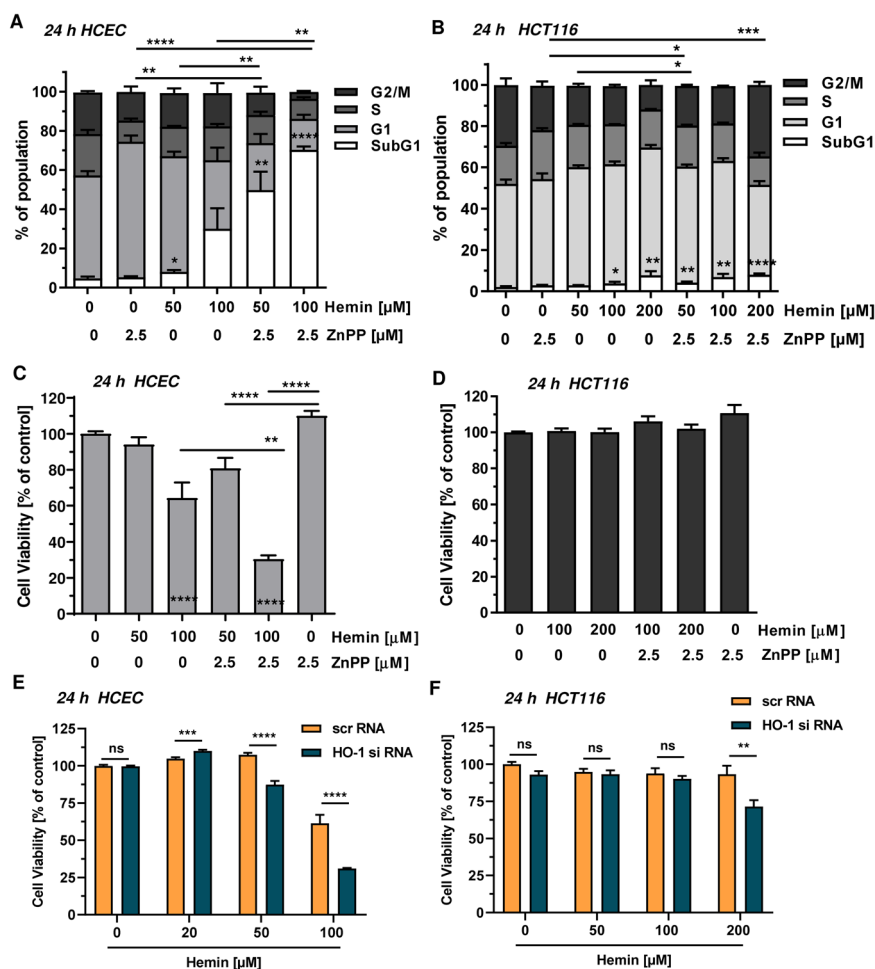 A
24 h HCEC
****
**
**
**
% of population
100
80
60
40
20
0
G2/M
S
G1
SubG1
*
**
****
0 0 50 100 50 100 Hemin [µM]
0 2.5 0 0 2.5 2.5 ZnPP [µM]
B
24 h HCT116
***
*
*
% of population
100
80
60
40
20
0
G2/M
S
G1
SubG1
*
**
**
**
****
0 0 50 100 200 50 100 200 Hemin [µM]
0 2.5 0 0 0 2.5 2.5 2.5 ZnPP [µM]
C
24 h HCEC
****
****
**
Cell Viability [% of control]
120
100
80
60
40
20
0
****
****
0 50 100 50 100 0 Hemin [µM]
0 0 0 2.5 2.5 2.5 ZnPP [µM]
D
24 h HCT116
Cell Viability [% of control]
120
100
80
60
40
20
0
0 100 200 100 200 0 Hemin [µM]
0 0 0 2.5 2.5 2.5 ZnPP [µM]
E
24 h HCEC
scr RNA
HO-1 si RNA
ns
***
****
****
Cell Viability [% of control]
125
100
75
50
25
0
0 20 50 100
Hemin [µM]
F
24 h HCT116
scr RNA
HO-1 si RNA
ns
ns
ns
**
Cell Viability [% of control]
125
100
75
50
25
0
0 50 100 200
Hemin [µM]